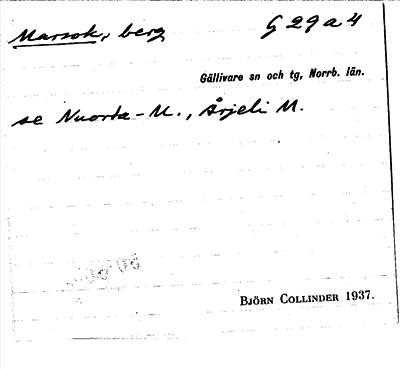 Marsok, berg G 29 a 4
Gällivare sn och tg, Norrb. län.
se Nuorta-M., Årjeli M.
BJÖRN COLLINDER 1937.